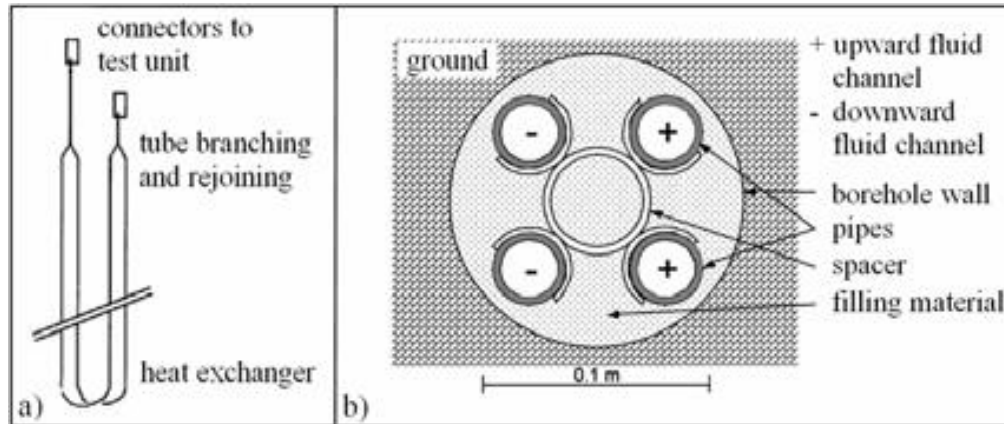 connectors to
test unit
tube branching
and rejoining
heat exchanger
a)
ground
-
+
-
+
0.1 m
b)
+ upward fluid
channel
- downward
fluid channel
borehole wall
pipes
spacer
filling material